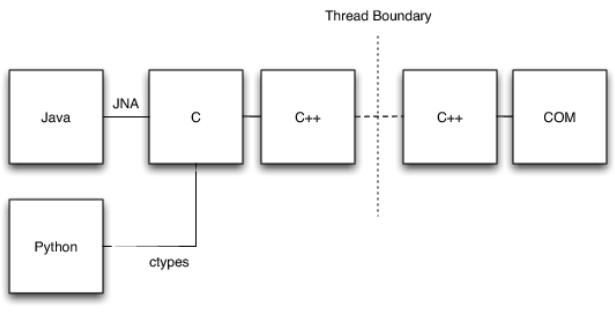 Thread Boundary
Java
JNA
C
C++
C++
COM
Python
ctypes